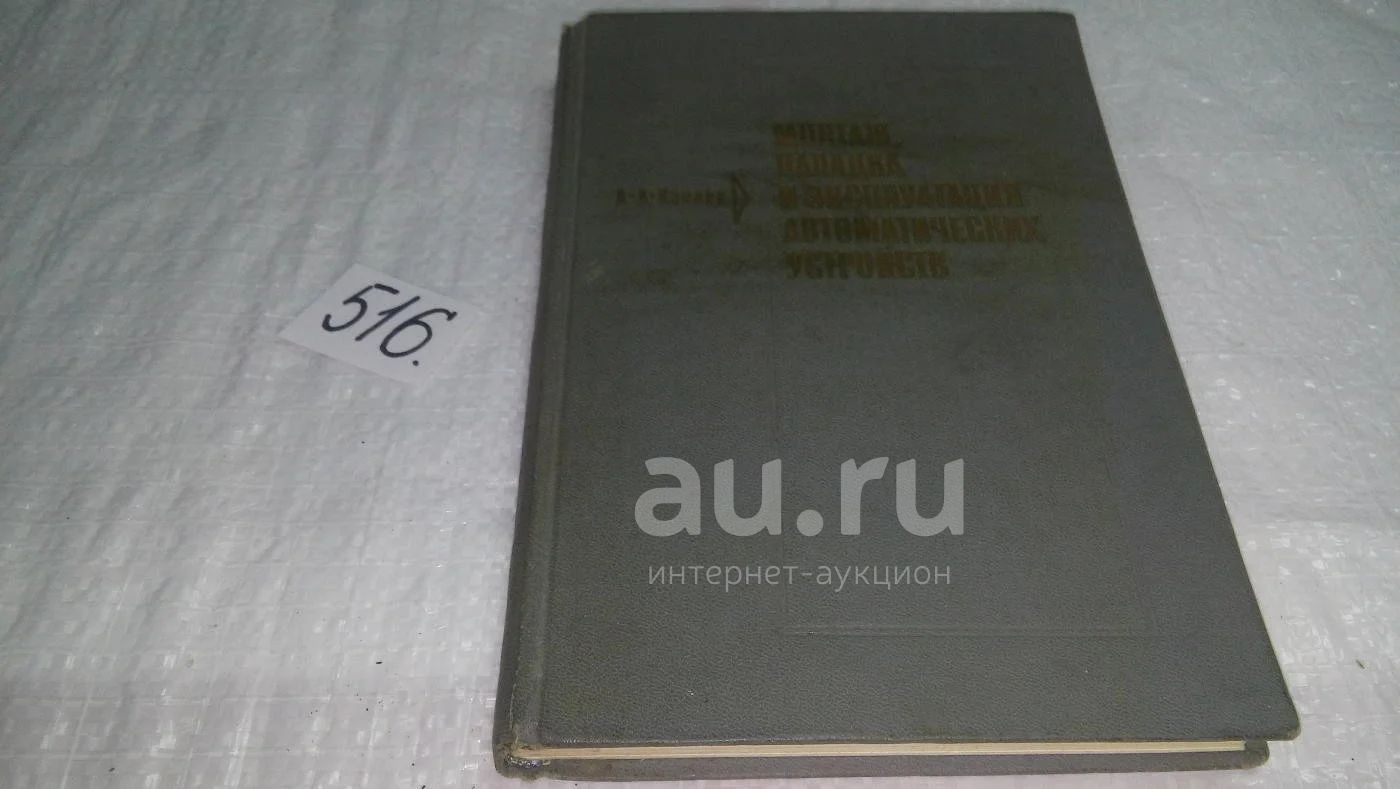 МОНТАЖ,
НАЛАДКА
И ЭКСПЛУАТАЦИЯ
АВТОМАТИЧЕСКИХ
УСТРОЙСТВ
516.
au.ru
интернет-аукцион